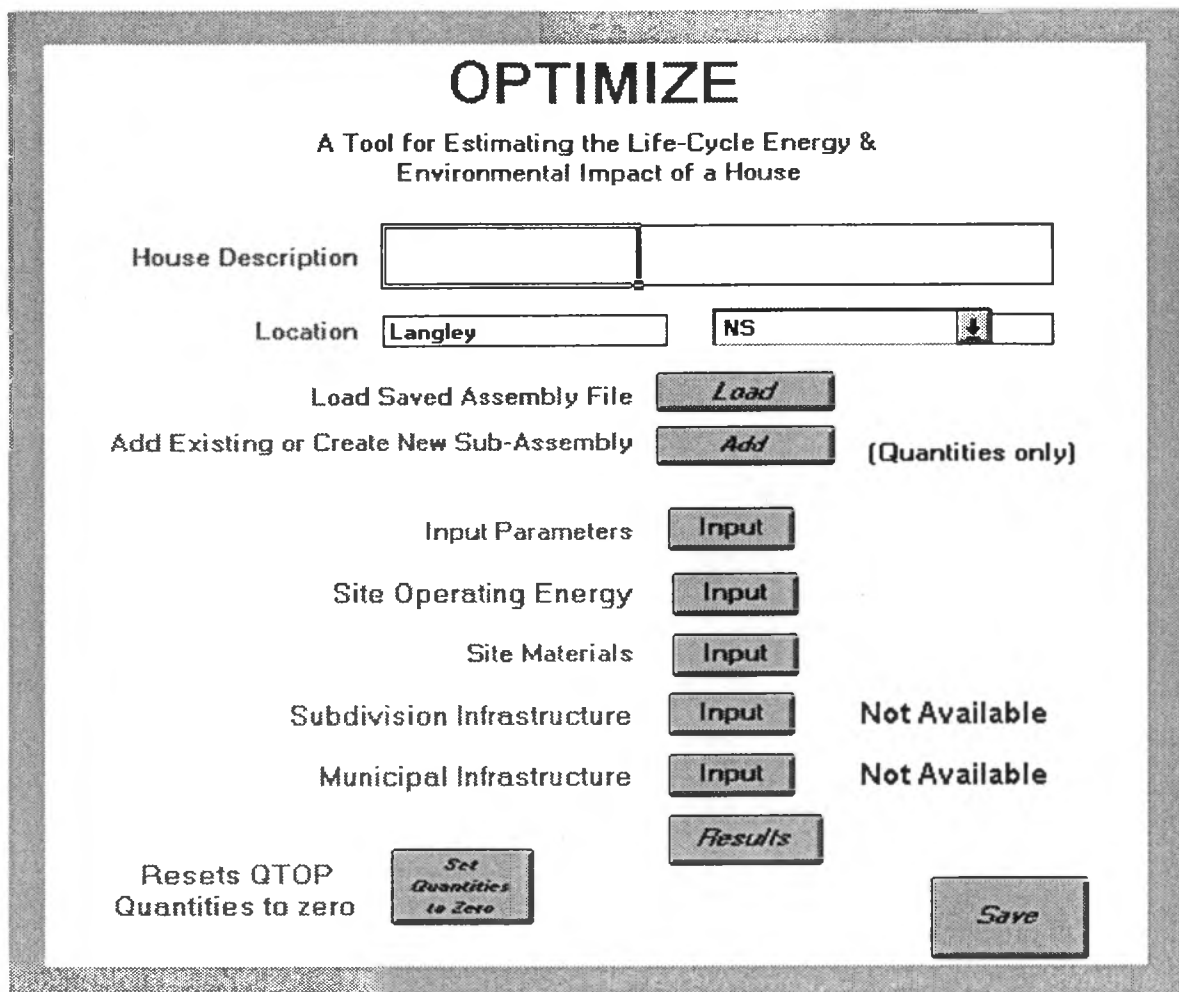 OPTIMIZE
A Tool for Estimating the Life-Cycle Energy &
Environmental Impact of a House
House Description
Location Langley NS
Load Saved Assembly File Load
Add Existing or Create New Sub-Assembly Add (Quantities only)
Input Parameters Input
Site Operating Energy Input
Site Materials Input
Subdivision Infrastructure Input Not Available
Municipal Infrastructure Input Not Available
Results
Resets QTOP
Quantities to zero
Set
Quantities
to Zero
Save